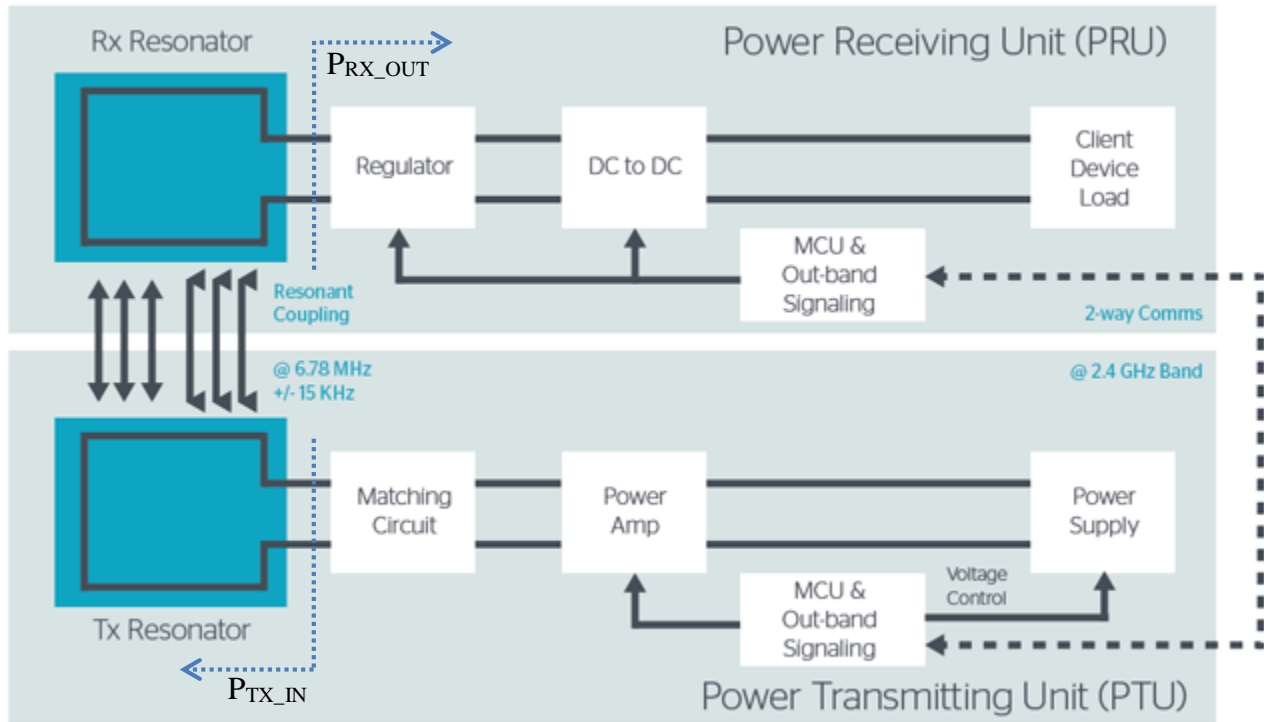 Rx Resonator
P_RX_OUT
Power Receiving Unit (PRU)
Regulator
DC to DC
Client
Device
Load
MCU &
Out-band
Signaling
Resonant
Coupling
2-way Comms
@ 6.78 MHz
+/- 15 KHz
@ 2.4 GHz Band
Matching
Circuit
Power
Amp
Power
Supply
Voltage
Control
MCU &
Out-band
Signaling
Tx Resonator
P_TX_IN
Power Transmitting Unit (PTU)